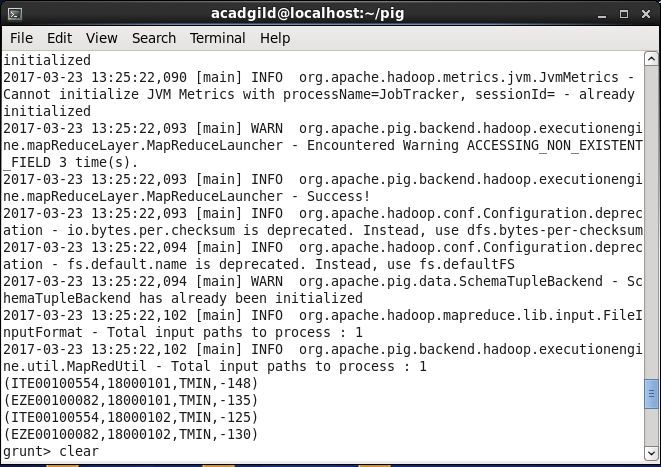 acadgild@localhost:~/pig
File Edit View Search Terminal Help
initialized
2017-03-23 13:25:22,090 [main] INFO  org.apache.hadoop.metrics.jvm.JvmMetrics -
Cannot initialize JVM Metrics with processName=JobTracker, sessionId= - already
initialized
2017-03-23 13:25:22,093 [main] WARN  org.apache.pig.backend.hadoop.executionengi
ne.mapReduceLayer.MapReduceLauncher - Encountered Warning ACCESSING_NON_EXISTENT
_FIELD 3 time(s).
2017-03-23 13:25:22,093 [main] INFO  org.apache.pig.backend.hadoop.executionengi
ne.mapReduceLayer.MapReduceLauncher - Success!
2017-03-23 13:25:22,093 [main] INFO  org.apache.hadoop.conf.Configuration.deprec
ation - io.bytes.per.checksum is deprecated. Instead, use dfs.bytes-per-checksum
2017-03-23 13:25:22,094 [main] INFO  org.apache.hadoop.conf.Configuration.deprec
ation - fs.default.name is deprecated. Instead, use fs.defaultFS
2017-03-23 13:25:22,094 [main] WARN  org.apache.pig.data.SchemaTupleBackend - Sc
hemaTupleBackend has already been initialized
2017-03-23 13:25:22,102 [main] INFO  org.apache.hadoop.mapreduce.lib.input.FileI
nputFormat - Total input paths to process : 1
2017-03-23 13:25:22,102 [main] INFO  org.apache.pig.backend.hadoop.executionengi
ne.util.MapRedUtil - Total input paths to process : 1
(ITE00100554,18000101,TMIN,-148)
(EZE00100082,18000101,TMIN,-135)
(ITE00100554,18000102,TMIN,-125)
(EZE00100082,18000102,TMIN,-130)
grunt> clear